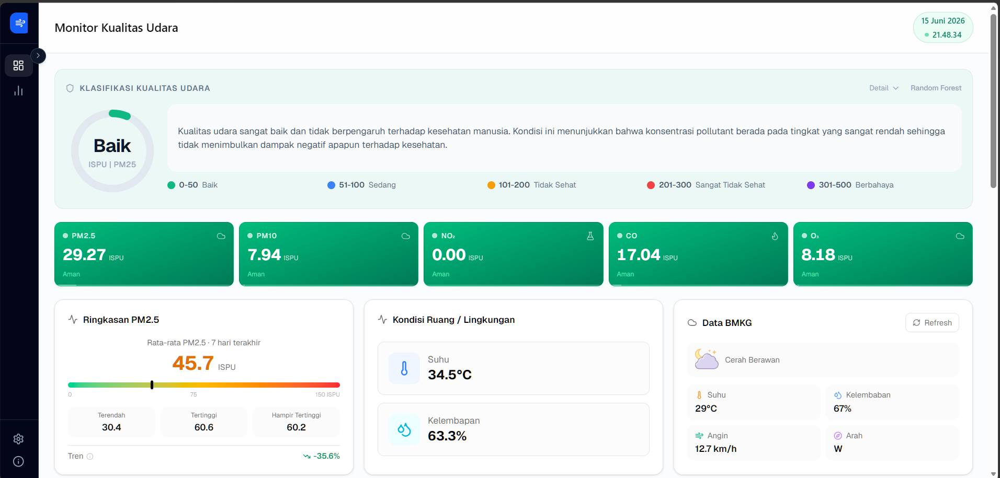 Monitor Kualitas Udara
15 Juni 2026
21.48.34
KLASIFIKASI KUALITAS UDARA
Detail
Random Forest
Baik
ISPU | PM25
Kualitas udara sangat baik dan tidak berpengaruh terhadap kesehatan manusia. Kondisi ini menunjukkan bahwa konsentrasi pollutant berada pada tingkat yang sangat rendah sehingga
tidak menimbulkan dampak negatif apapun terhadap kesehatan.
0-50 Baik
51-100 Sedang
101-200 Tidak Sehat
201-300 Sangat Tidak Sehat
301-500 Berbahaya
PM2.5
29.27 ISPU
Aman
PM10
7.94 ISPU
Aman
NO₂
0.00 ISPU
Aman
CO
17.04 ISPU
Aman
O₃
8.18 ISPU
Aman
Ringkasan PM2.5
Rata-rata PM2.5 · 7 hari terakhir
45.7 ISPU
0 75 150 ISPU
Terendah
30.4
Tertinggi
60.6
Hampir Tertinggi
60.2
Tren
-35.6%
Kondisi Ruang / Lingkungan
Suhu
34.5°C
Kelembapan
63.3%
Data BMKG
Refresh
Cerah Berawan
Suhu
29°C
Kelembaban
67%
Angin
12.7 km/h
Arah
W